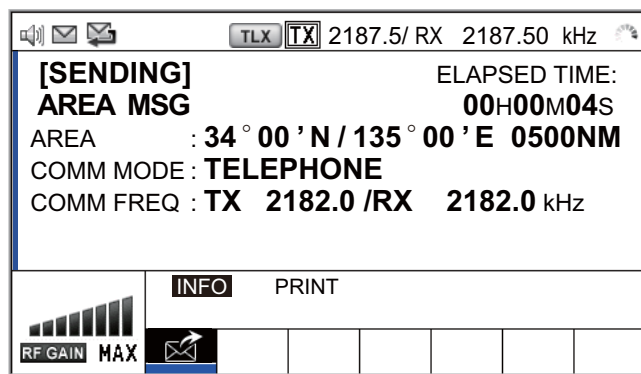 TLX TX 2187.5/ RX 2187.50 kHz
[SENDING] ELAPSED TIME:
AREA MSG 00H00M04S
AREA : 34°00'N / 135°00'E 0500NM
COMM MODE : TELEPHONE
COMM FREQ : TX 2182.0 /RX 2182.0 kHz
INFO PRINT
RF GAIN MAX